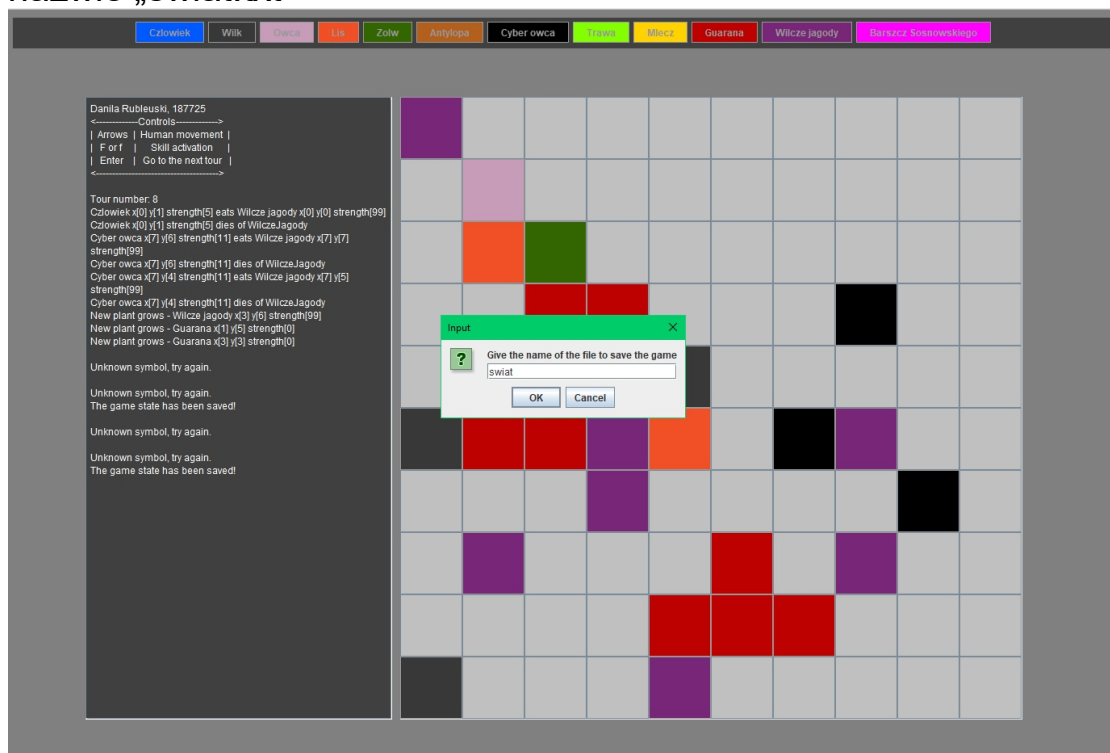 Człowiek Wilk Owca Lis Zolw Antylopa Cyber owca Trawa Mlecz Guarana Wilcze jagody Barszcz Sosnowskiego
Danila Rubleuski, 187725
<-------------Controls------------->
| Arrows | Human movement |
| F or f | Skill activation |
| Enter | Go to the next tour |
<--------------------------------------->
Tour number: 8
Czlowiek x[0] y[1] strength[5] eats Wilcze jagody x[0] y[0] strength[99]
Czlowiek x[0] y[1] strength[5] dies of WilczeJagody
Cyber owca x[7] y[6] strength[11] eats Wilcze jagody x[7] y[7]
strength[99]
Cyber owca x[7] y[6] strength[11] dies of WilczeJagody
Cyber owca x[7] y[4] strength[11] eats Wilcze jagody x[7] y[5]
strength[99]
Cyber owca x[7] y[4] strength[11] dies of WilczeJagody
New plant grows - Wilcze jagody x[3] y[6] strength[99]
New plant grows - Guarana x[1] y[5] strength[0]
New plant grows - Guarana x[3] y[3] strength[0]
Unknown symbol, try again.
Unknown symbol, try again.
The game state has been saved!
Unknown symbol, try again.
Unknown symbol, try again.
The game state has been saved!
Input
Give the name of the file to save the game
swiat
OK Cancel